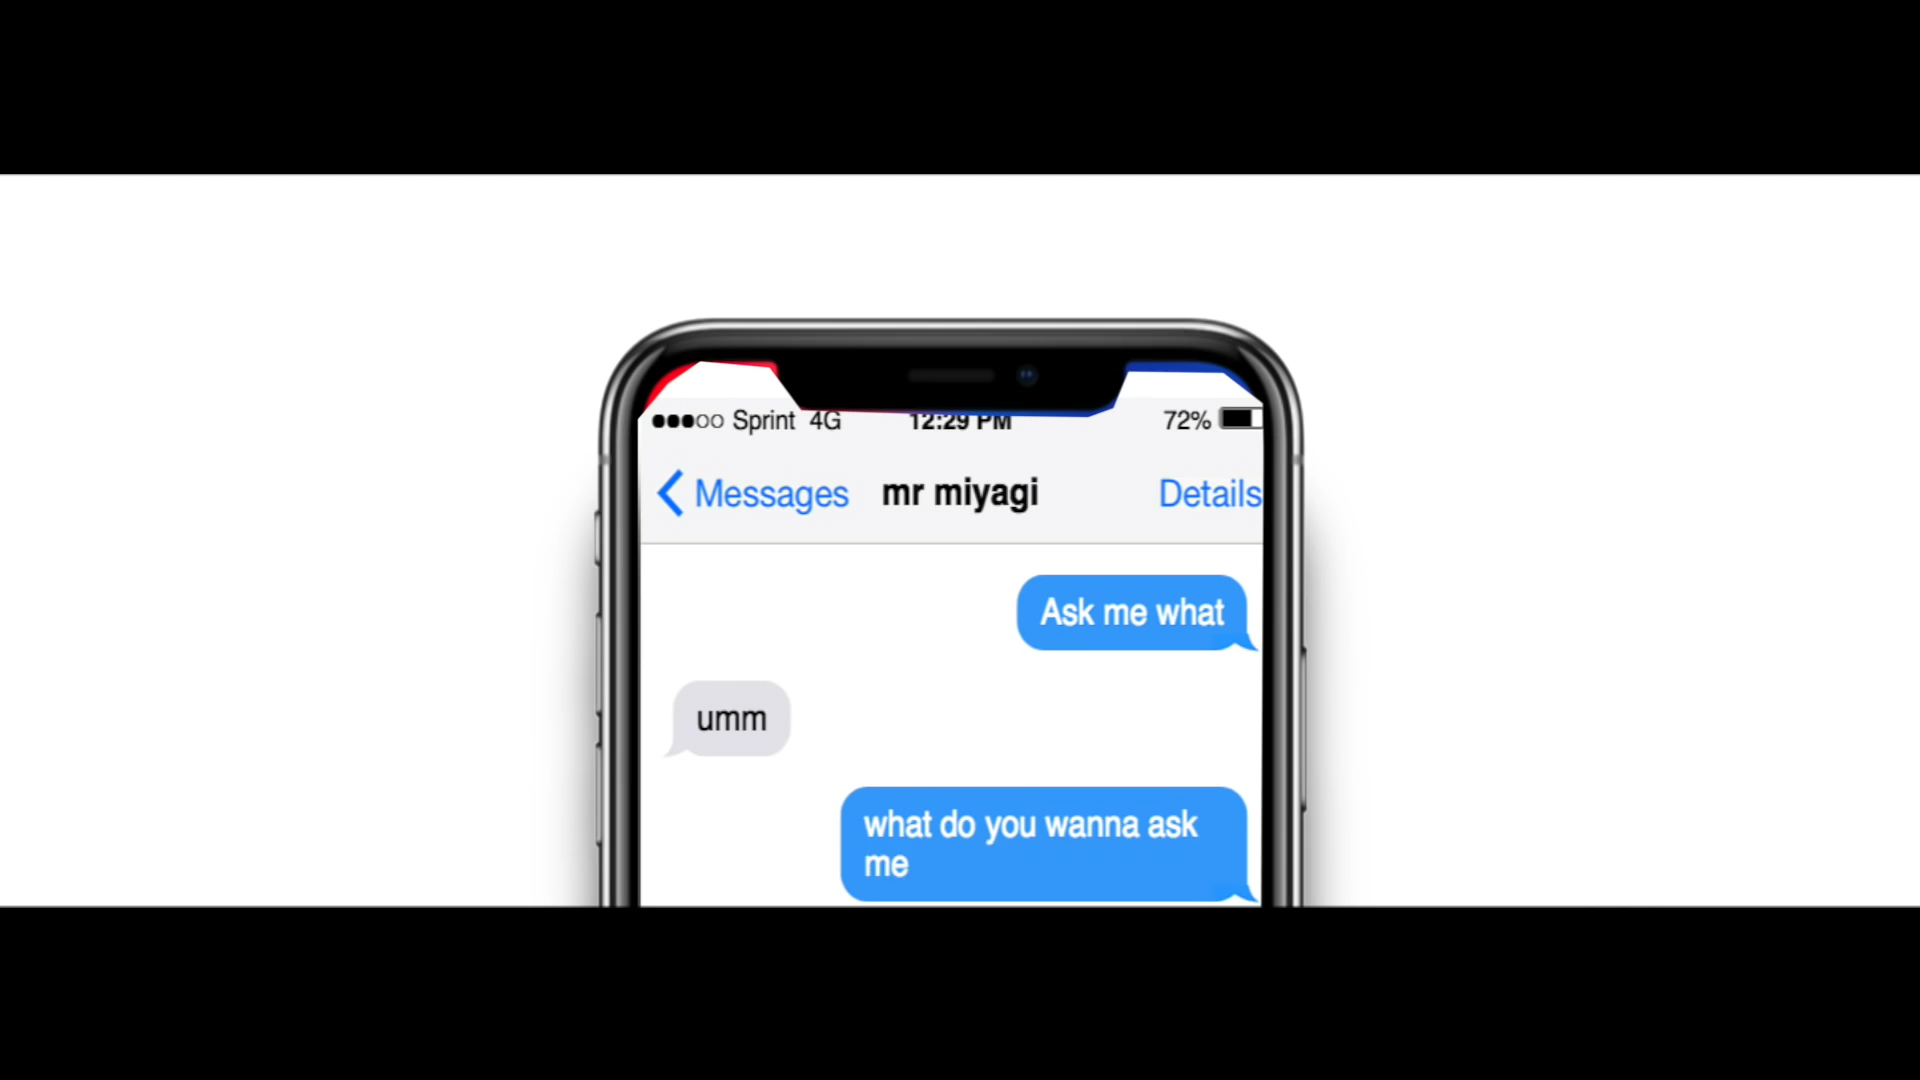 ●●●○○ Sprint 4G 12:29 PM 72%
Messages mr miyagi Details
Ask me what
umm
what do you wanna ask
me